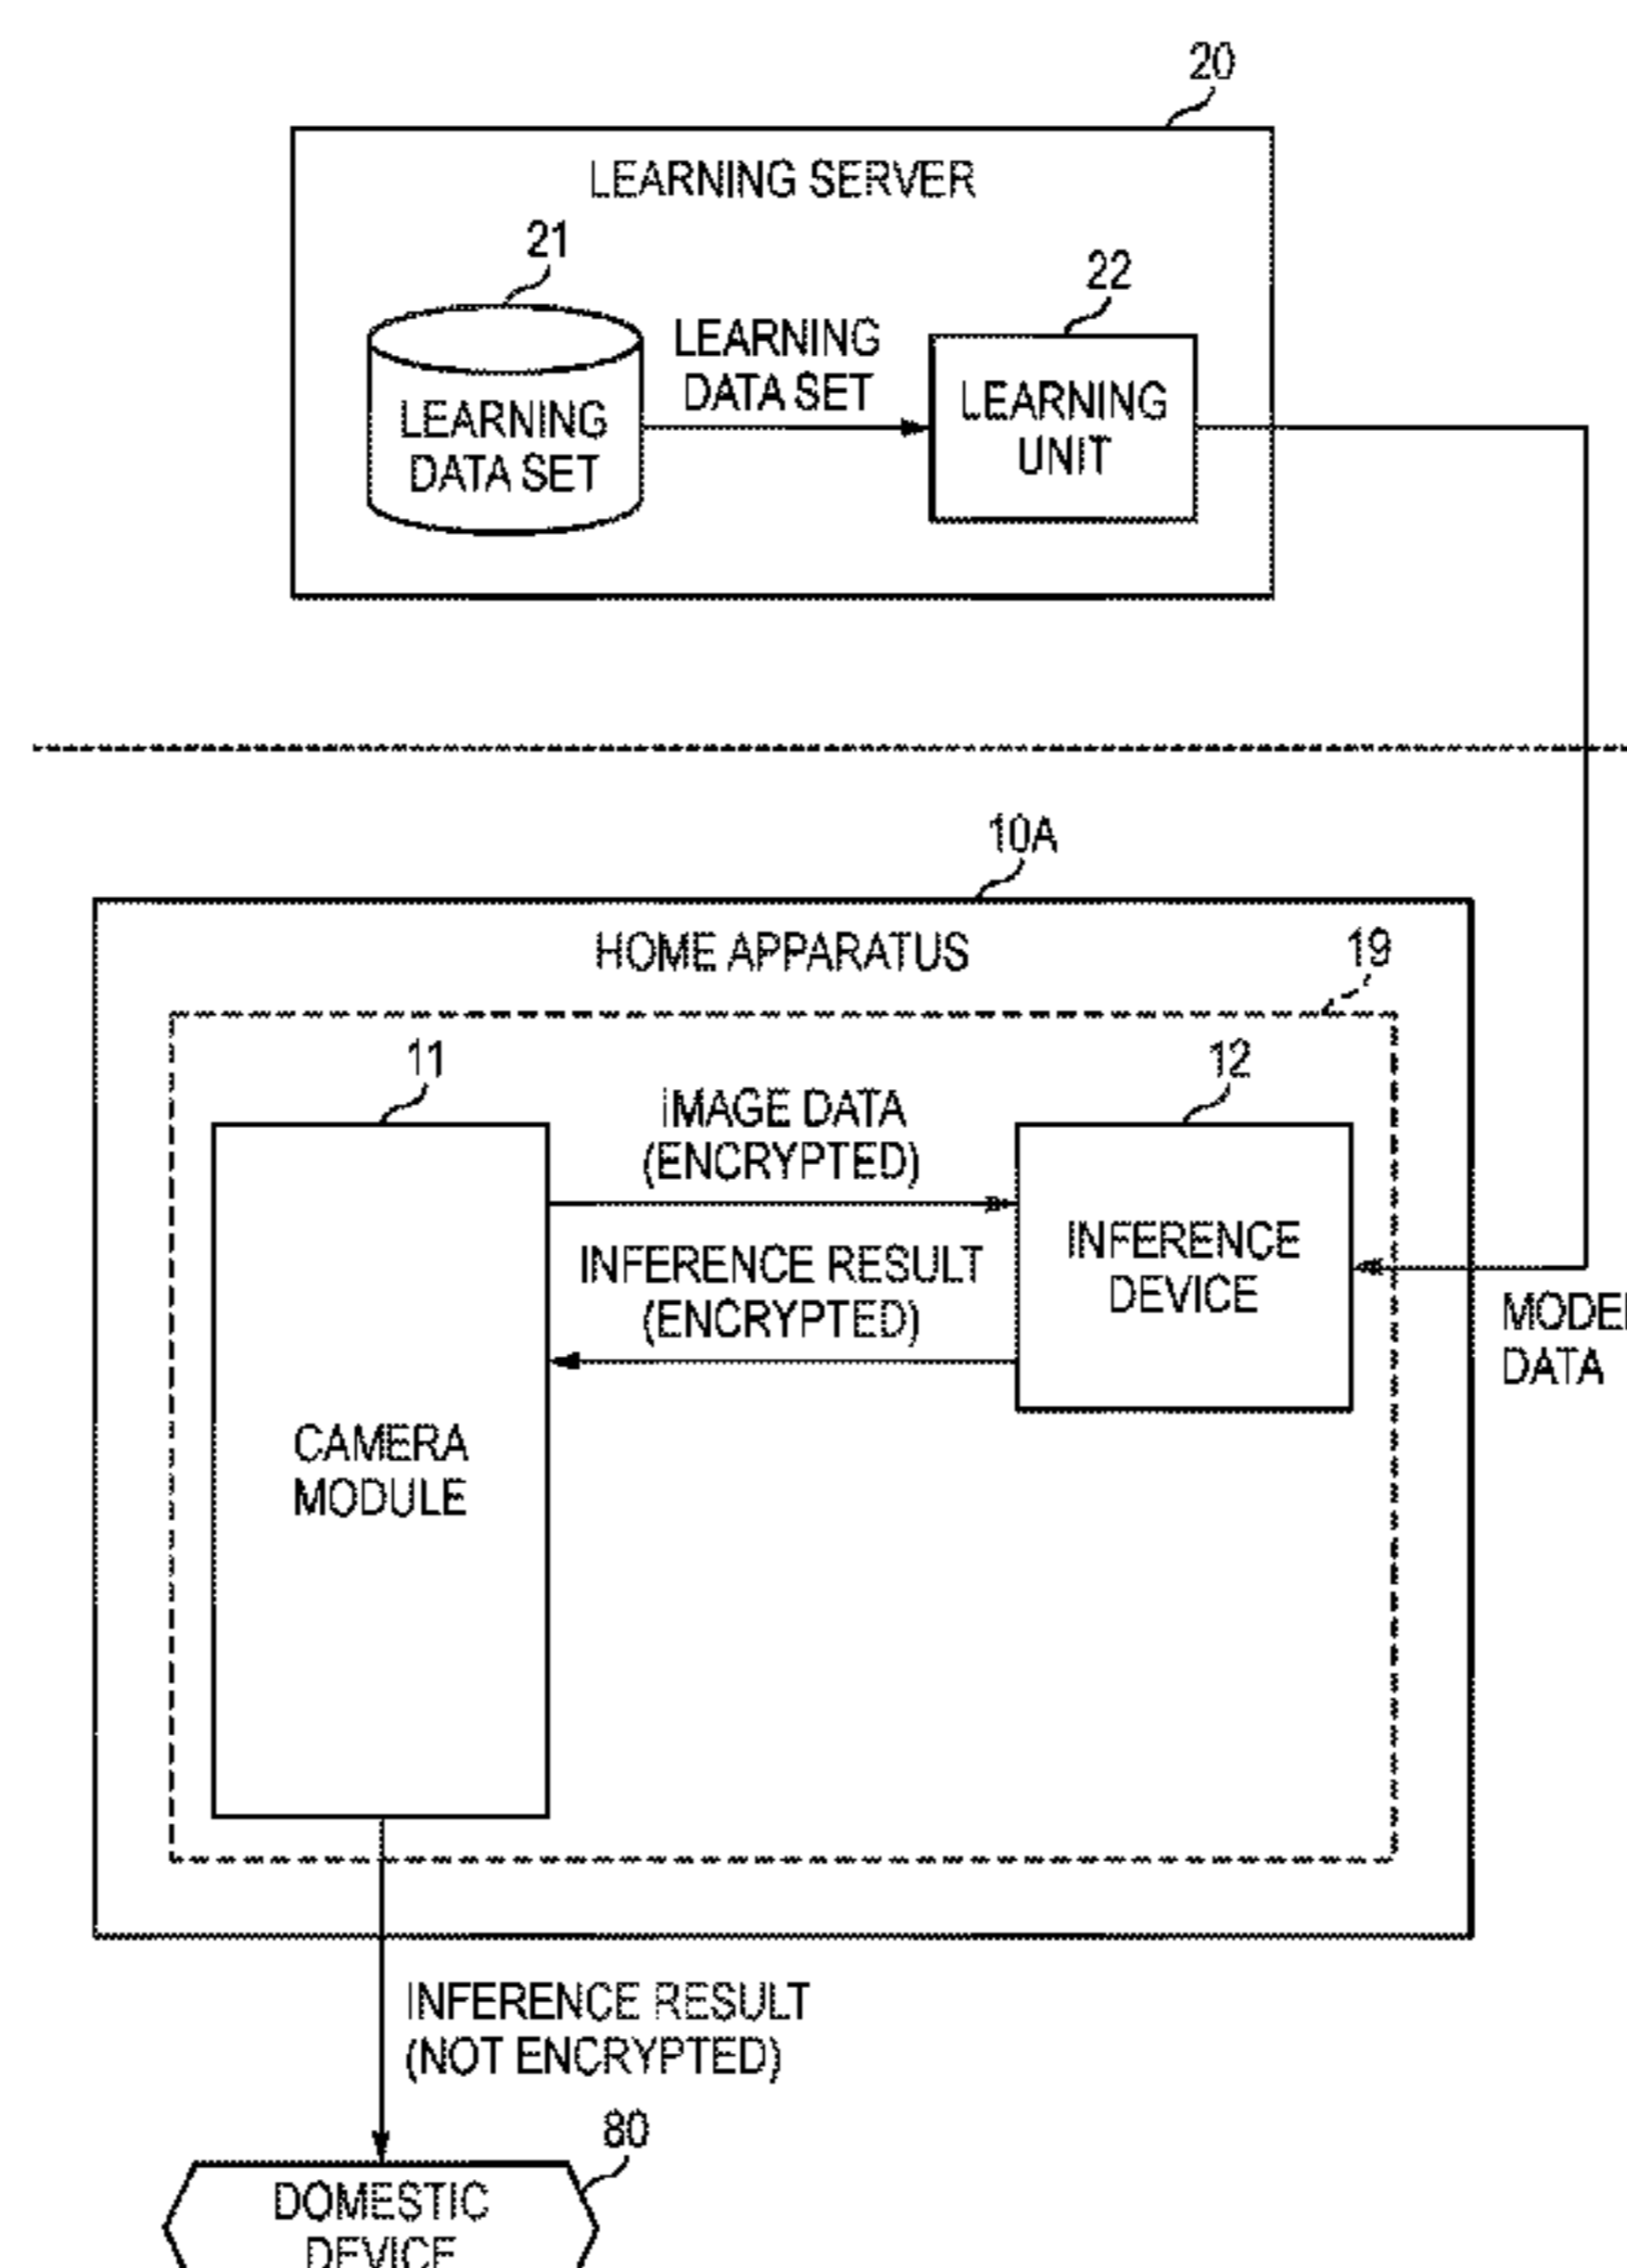 20
LEARNING SERVER
21
22
LEARNING
DATA SET
LEARNING
DATA SET
LEARNING
UNIT
10A
HOME APPARATUS
19
11
12
IMAGE DATA
(ENCRYPTED)
INFERENCE RESULT
(ENCRYPTED)
INFERENCE
DEVICE
DATA
CAMERA
MODULE
INFERENCE RESULT
(NOT ENCRYPTED)
80
DOMESTIC
DEVICE